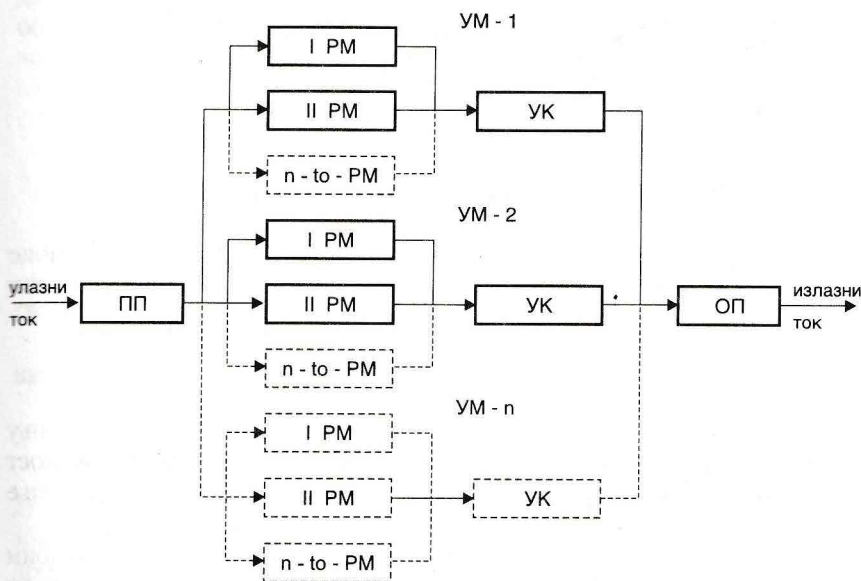 УМ - 1
I РМ
II РМ
УК
n - to - РМ
УМ - 2
I РМ
улазни
ток
ПП
II РМ
УК
ОП
излазни
ток
n - to - РМ
УМ - n
I РМ
II РМ
УК
n - to - РМ